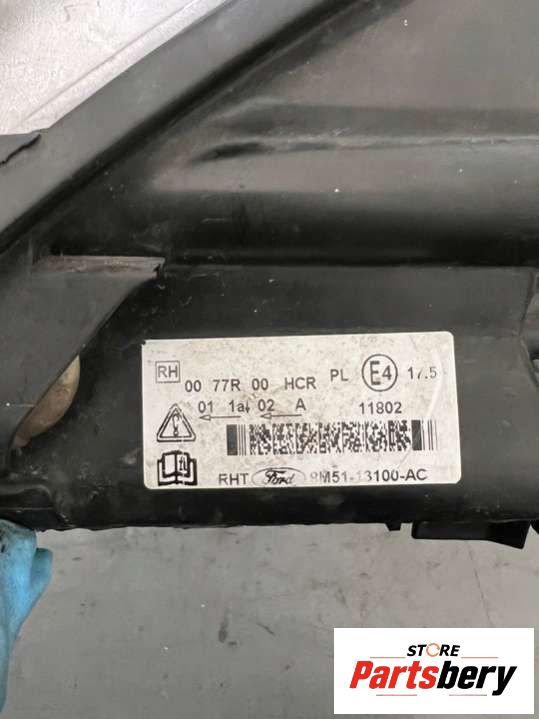 RH 00 77R 00 HCR PL E4 17.5
01 1a 02 A 11802
RHT Ford 8M51-13100-AC
STORE
Partsbery